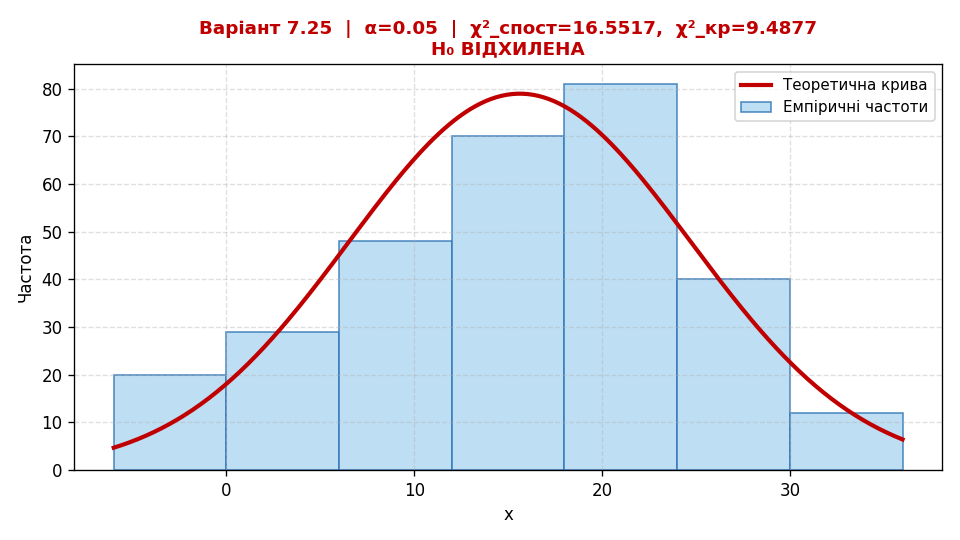 Варіант 7.25 | α=0.05 | χ²_спост=16.5517, χ²_кр=9.4877
H₀ ВІДХИЛЕНА
Теоретична крива
Емпіричні частоти
Частота
80
70
60
50
40
30
20
10
0
0 10 20 30
x